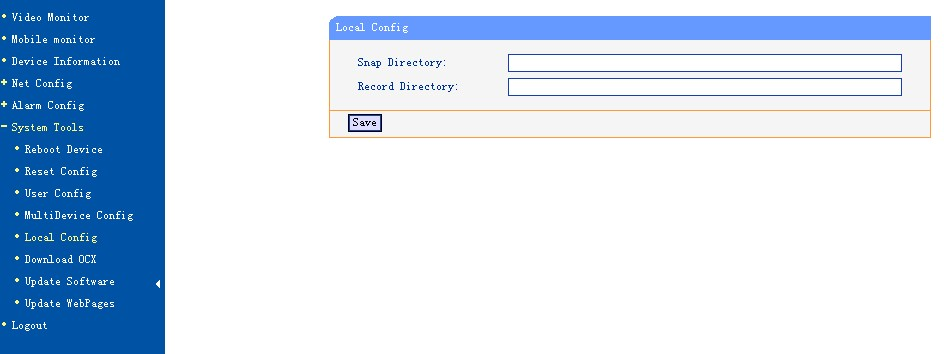 Video Monitor
Mobile monitor
Device Information
Net Config
Alarm Config
System Tools
Reboot Device
Reset Config
User Config
MultiDevice Config
Local Config
Download OCX
Update Software
Update WebPages
Logout
Local Config
Snap Directory:
Record Directory:
Save